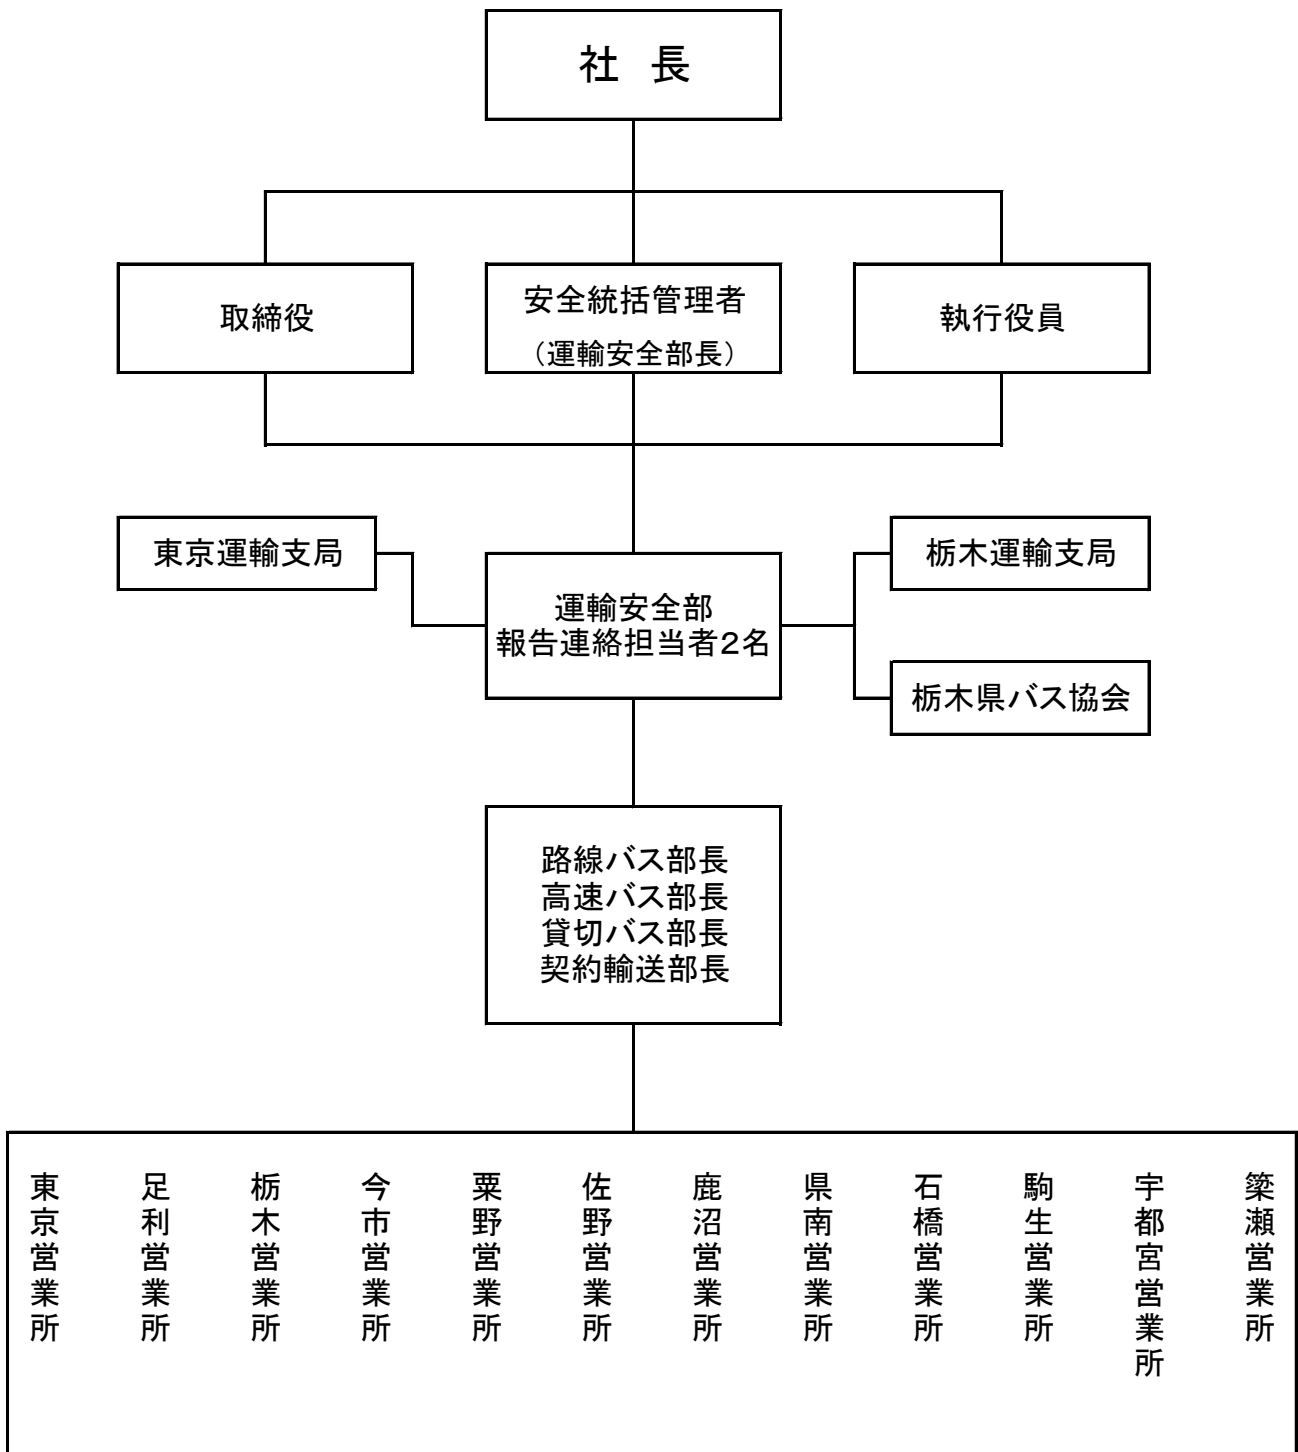 社 長
取締役
安全統括管理者
（運輸安全部長）
執行役員
東京運輸支局
栃木運輸支局
運輸安全部
報告連絡担当者２名
栃木県バス協会
路線バス部長
高速バス部長
貸切バス部長
契約輸送部長
東京営業所
足利営業所
栃木営業所
今市営業所
粟野営業所
佐野営業所
鹿沼営業所
県南営業所
石橋営業所
駒生営業所
宇都宮営業所
簗瀬営業所